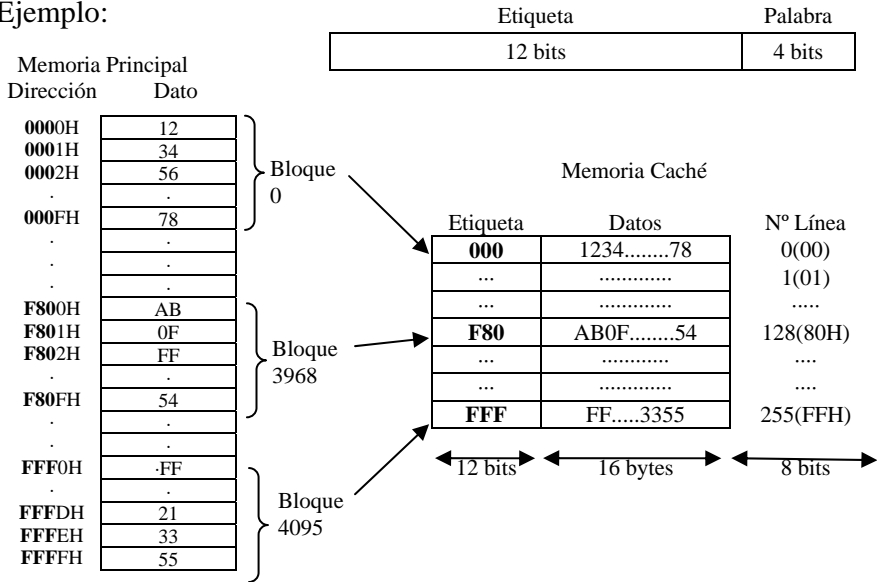 Ejemplo:
Etiqueta Palabra
12 bits 4 bits
Memoria Principal
Dirección Dato
0000H 12
0001H 34
0002H 56
. .
000FH 78
. .
. .
. .
F800H AB
F801H 0F
F802H FF
. .
F80FH 54
. .
. .
FFF0H ·FF
. .
FFFDH 21
FFFEH 33
FFFFH 55
Bloque
0
Bloque
3968
Bloque
4095
Memoria Caché
Etiqueta Datos Nº Línea
000 1234........78 0(00)
... ............. 1(01)
... ............. .....
F80 AB0F........54 128(80H)
... ............ ....
... ............. ....
FFF FF.....3355 255(FFH)
12 bits 16 bytes 8 bits